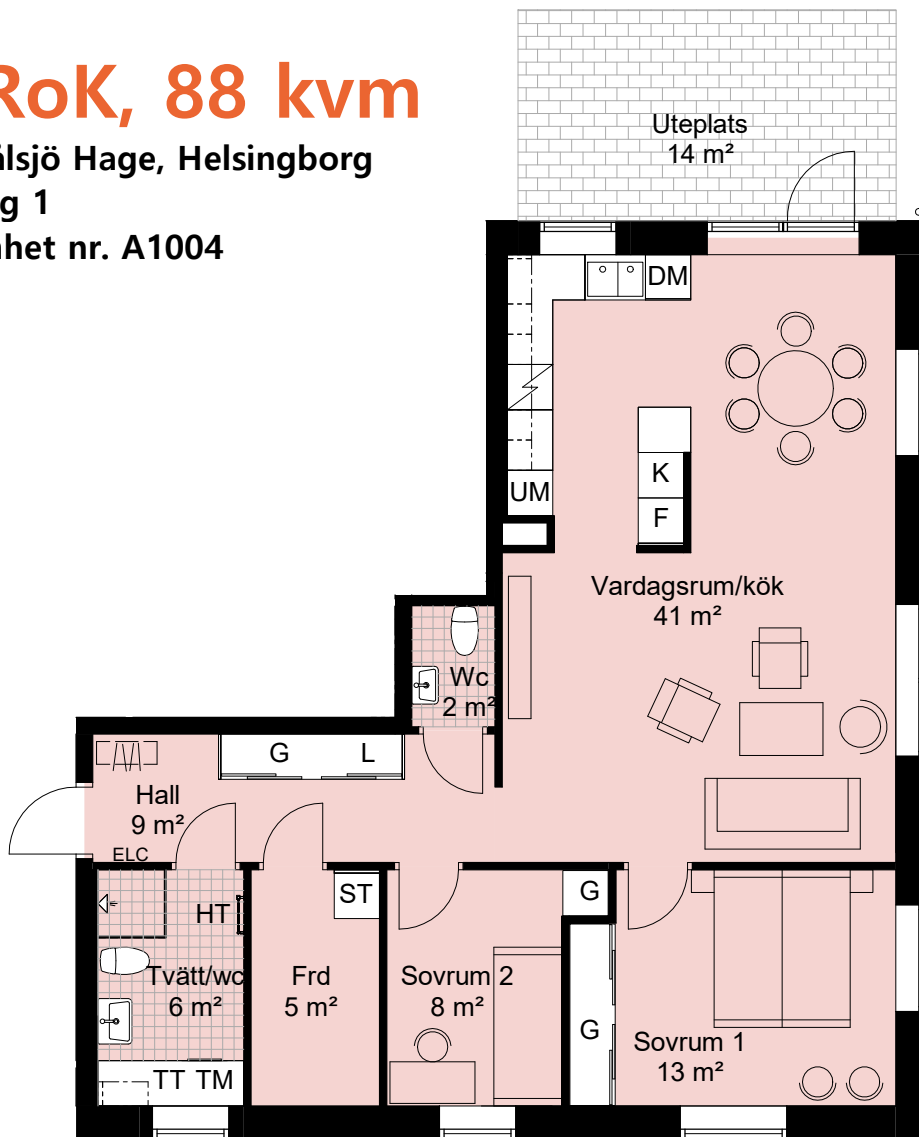 RoK, 88 kvm
lsjö Hage, Helsingborg
g 1
het nr. A1004
Uteplats
14 m²
DM
UM
K
F
Vardagsrum/kök
41 m²
Wc
2 m²
G
L
Hall
9 m²
ELC
HT
Tvätt/wc
6 m²
TT TM
ST
Frd
5 m²
Sovrum 2
8 m²
G
G
Sovrum 1
13 m²